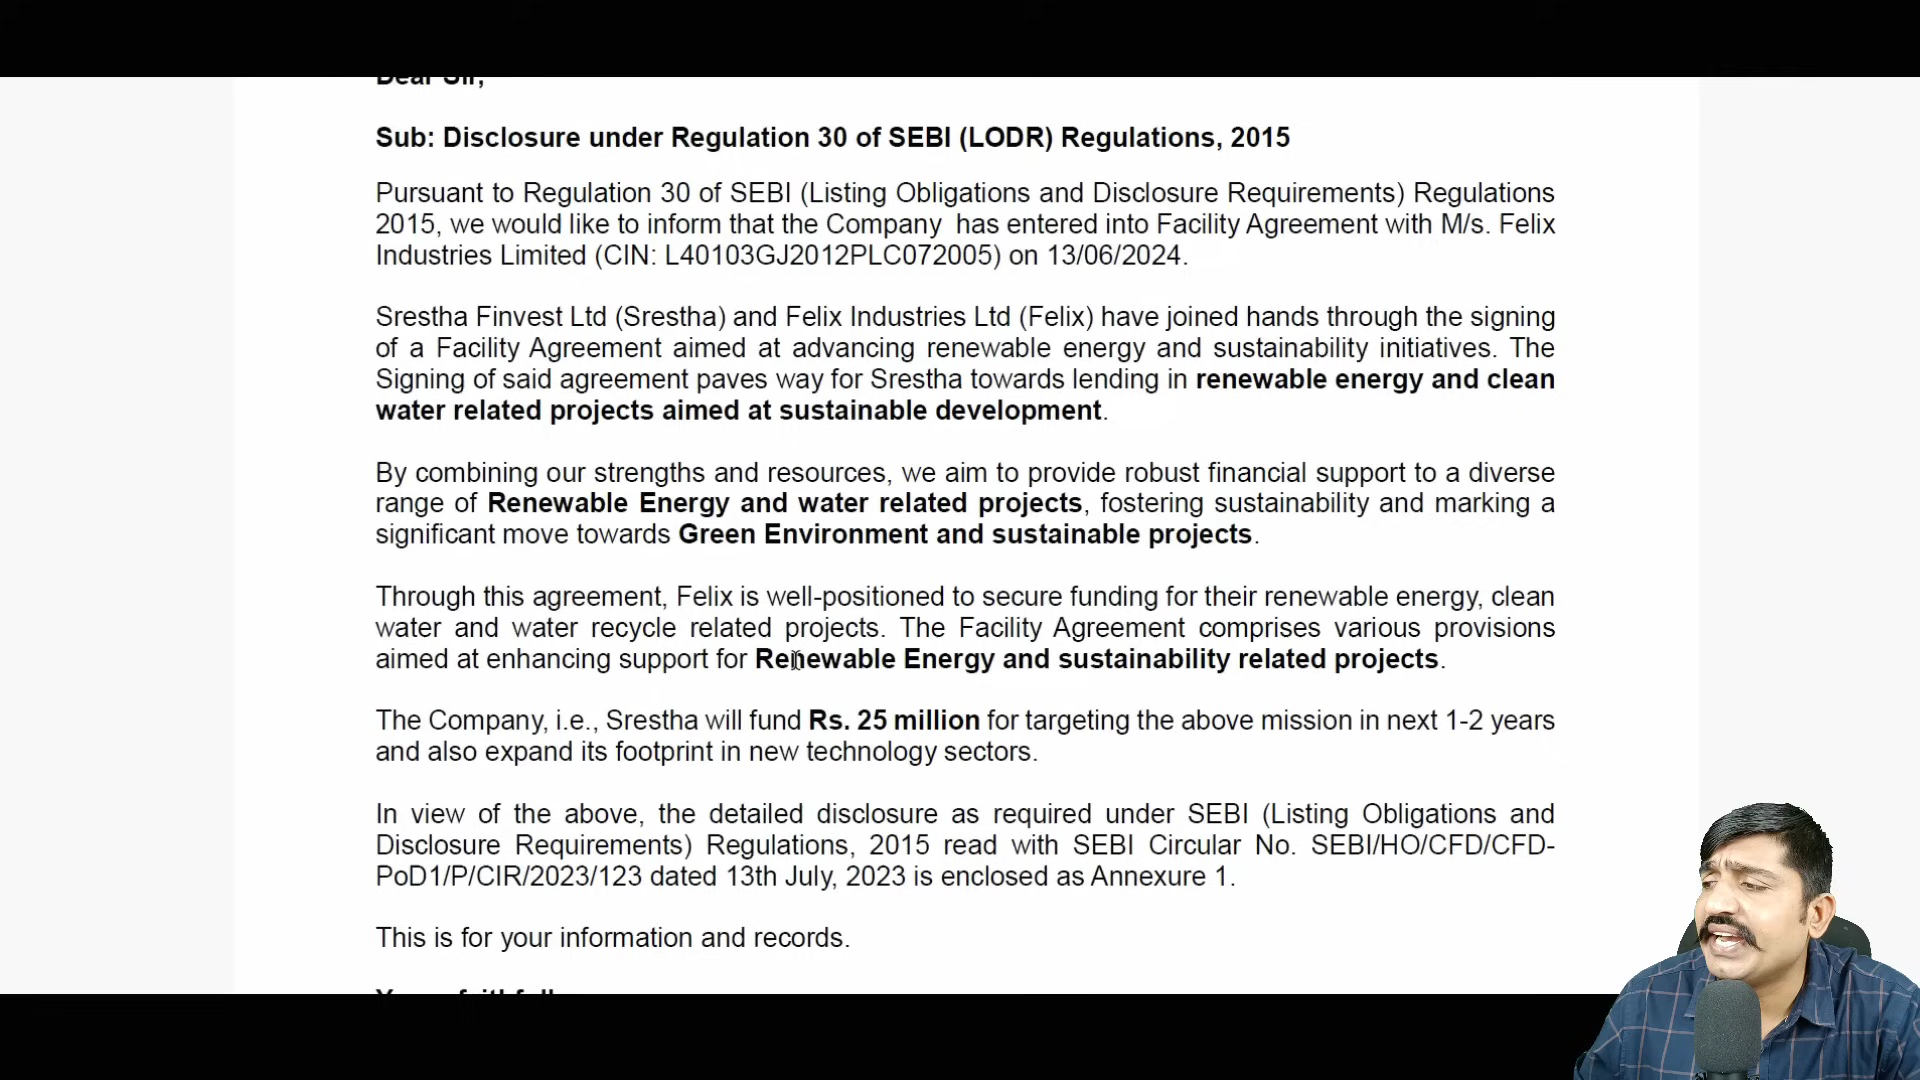 Dear Sir,
Sub: Disclosure under Regulation 30 of SEBI (LODR) Regulations, 2015
Pursuant to Regulation 30 of SEBI (Listing Obligations and Disclosure Requirements) Regulations
2015, we would like to inform that the Company has entered into Facility Agreement with M/s. Felix
Industries Limited (CIN: L40103GJ2012PLC072005) on 13/06/2024.
Srestha Finvest Ltd (Srestha) and Felix Industries Ltd (Felix) have joined hands through the signing
of a Facility Agreement aimed at advancing renewable energy and sustainability initiatives. The
Signing of said agreement paves way for Srestha towards lending in renewable energy and clean
water related projects aimed at sustainable development.
By combining our strengths and resources, we aim to provide robust financial support to a diverse
range of Renewable Energy and water related projects, fostering sustainability and marking a
significant move towards Green Environment and sustainable projects.
Through this agreement, Felix is well-positioned to secure funding for their renewable energy, clean
water and water recycle related projects. The Facility Agreement comprises various provisions
aimed at enhancing support for Renewable Energy and sustainability related projects.
The Company, i.e., Srestha will fund Rs. 25 million for targeting the above mission in next 1-2 years
and also expand its footprint in new technology sectors.
In view of the above, the detailed disclosure as required under SEBI (Listing Obligations and
Disclosure Requirements) Regulations, 2015 read with SEBI Circular No. SEBI/HO/CFD/CFD-
PoD1/P/CIR/2023/123 dated 13th July, 2023 is enclosed as Annexure 1.
This is for your information and records.